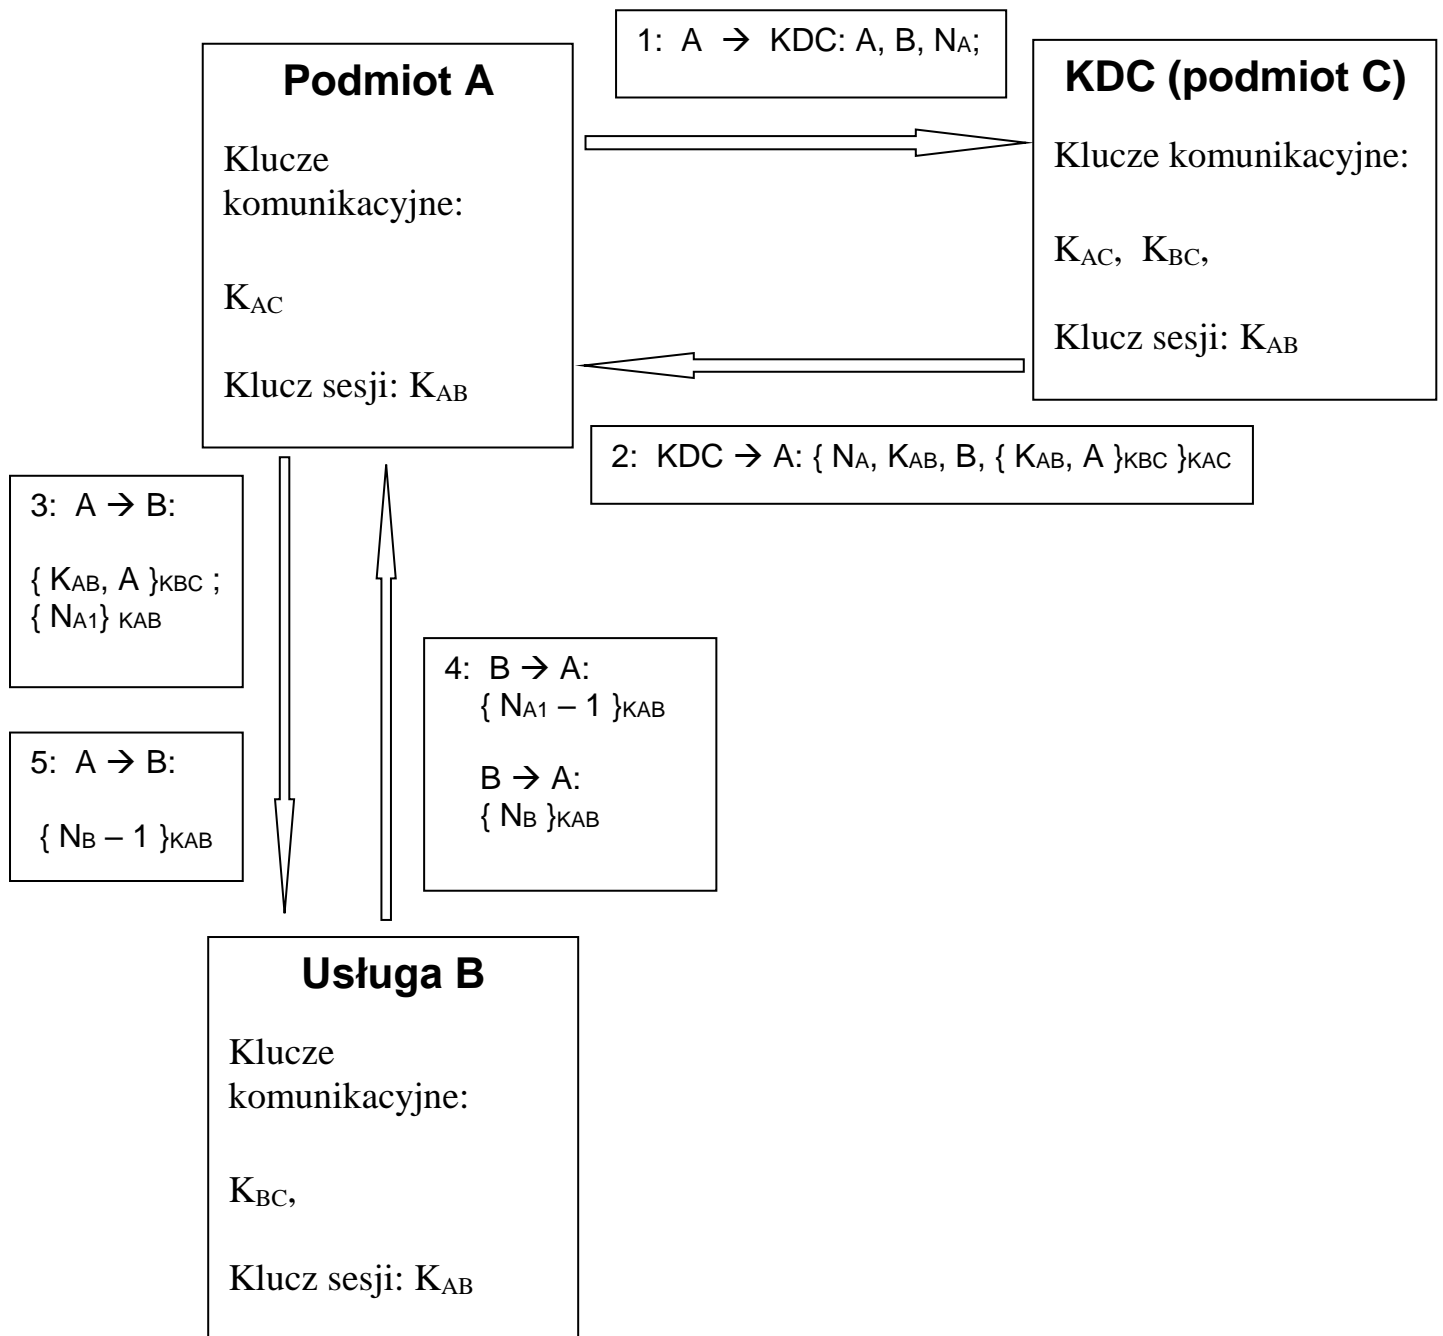 1: A → KDC: A, B, NA;
Podmiot A
Klucze
komunikacyjne:
KAC
Klucz sesji: KAB
KDC (podmiot C)
Klucze komunikacyjne:
KAC, KBC,
Klucz sesji: KAB
2: KDC → A: { NA, KAB, B, { KAB, A }KBC }KAC
3: A → B:
{ KAB, A }KBC ;
{ NA1} KAB
4: B → A:
{ NA1 – 1 }KAB
B → A:
{ NB }KAB
5: A → B:
{ NB – 1 }KAB
Usługa B
Klucze
komunikacyjne:
KBC,
Klucz sesji: KAB